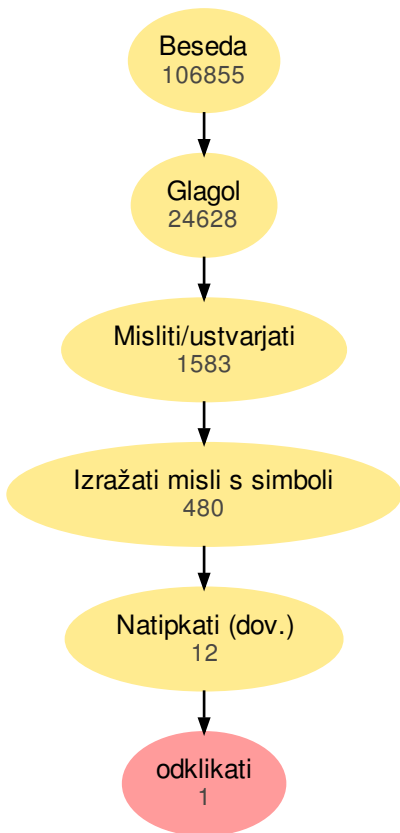 Beseda
106855
Glagol
24628
Misliti/ustvarjati
1583
Izražati misli s simboli
480
Natipkati (dov.)
12
odklikati
1